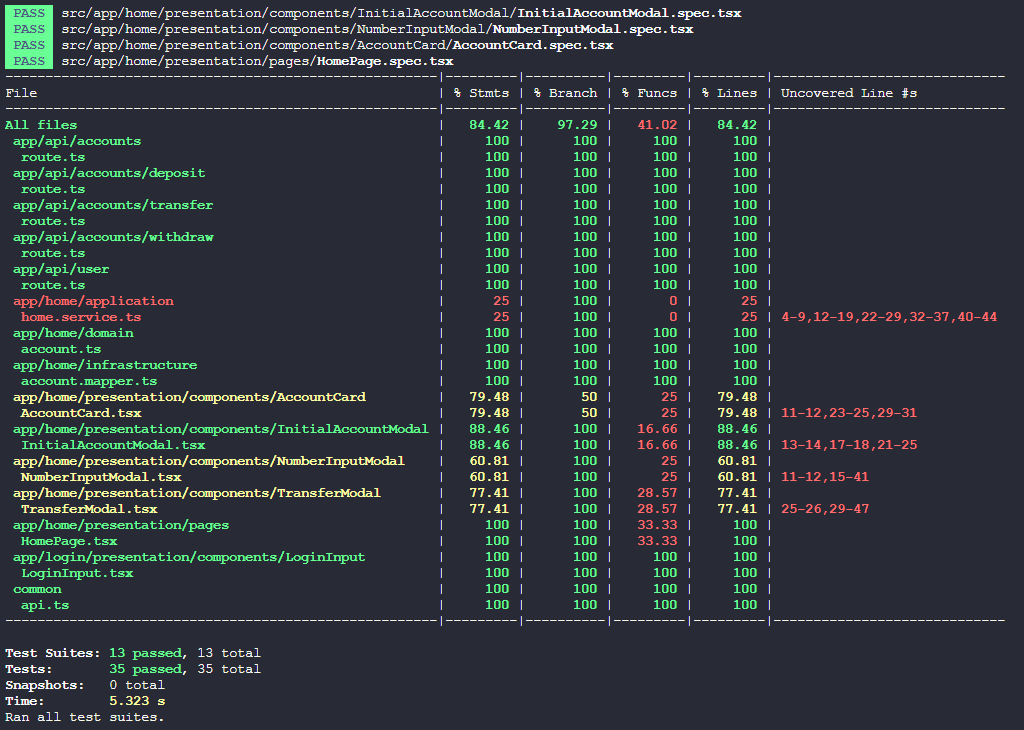 PASS src/app/home/presentation/components/InitialAccountModal/InitialAccountModal.spec.tsx
PASS src/app/home/presentation/components/NumberInputModal/NumberInputModal.spec.tsx
PASS src/app/home/presentation/components/AccountCard/AccountCard.spec.tsx
PASS src/app/home/presentation/pages/HomePage.spec.tsx
------------------------------------------------------|---------|----------|---------|---------|-----------------------------
File | % Stmts | % Branch | % Funcs | % Lines | Uncovered Line #s
------------------------------------------------------|---------|----------|---------|---------|-----------------------------
All files | 84.42 | 97.29 | 41.02 | 84.42 |
app/api/accounts | 100 | 100 | 100 | 100 |
route.ts | 100 | 100 | 100 | 100 |
app/api/accounts/deposit | 100 | 100 | 100 | 100 |
route.ts | 100 | 100 | 100 | 100 |
app/api/accounts/transfer | 100 | 100 | 100 | 100 |
route.ts | 100 | 100 | 100 | 100 |
app/api/accounts/withdraw | 100 | 100 | 100 | 100 |
route.ts | 100 | 100 | 100 | 100 |
app/api/user | 100 | 100 | 100 | 100 |
route.ts | 100 | 100 | 100 | 100 |
app/home/application | 25 | 100 | 0 | 25 |
home.service.ts | 25 | 100 | 0 | 25 | 4-9,12-19,22-29,32-37,40-44
app/home/domain | 100 | 100 | 100 | 100 |
account.ts | 100 | 100 | 100 | 100 |
app/home/infrastructure | 100 | 100 | 100 | 100 |
account.mapper.ts | 100 | 100 | 100 | 100 |
app/home/presentation/components/AccountCard | 79.48 | 50 | 25 | 79.48 |
AccountCard.tsx | 79.48 | 50 | 25 | 79.48 | 11-12,23-25,29-31
app/home/presentation/components/InitialAccountModal | 88.46 | 100 | 16.66 | 88.46 |
InitialAccountModal.tsx | 88.46 | 100 | 16.66 | 88.46 | 13-14,17-18,21-25
app/home/presentation/components/NumberInputModal | 60.81 | 100 | 25 | 60.81 |
NumberInputModal.tsx | 60.81 | 100 | 25 | 60.81 | 11-12,15-41
app/home/presentation/components/TransferModal | 77.41 | 100 | 28.57 | 77.41 |
TransferModal.tsx | 77.41 | 100 | 28.57 | 77.41 | 25-26,29-47
app/home/presentation/pages | 100 | 100 | 33.33 | 100 |
HomePage.tsx | 100 | 100 | 33.33 | 100 |
app/login/presentation/components/LoginInput | 100 | 100 | 100 | 100 |
LoginInput.tsx | 100 | 100 | 100 | 100 |
common | 100 | 100 | 100 | 100 |
api.ts | 100 | 100 | 100 | 100 |
------------------------------------------------------|---------|----------|---------|---------|-----------------------------
Test Suites: 13 passed, 13 total
Tests: 35 passed, 35 total
Snapshots: 0 total
Time: 5.323 s
Ran all test suites.